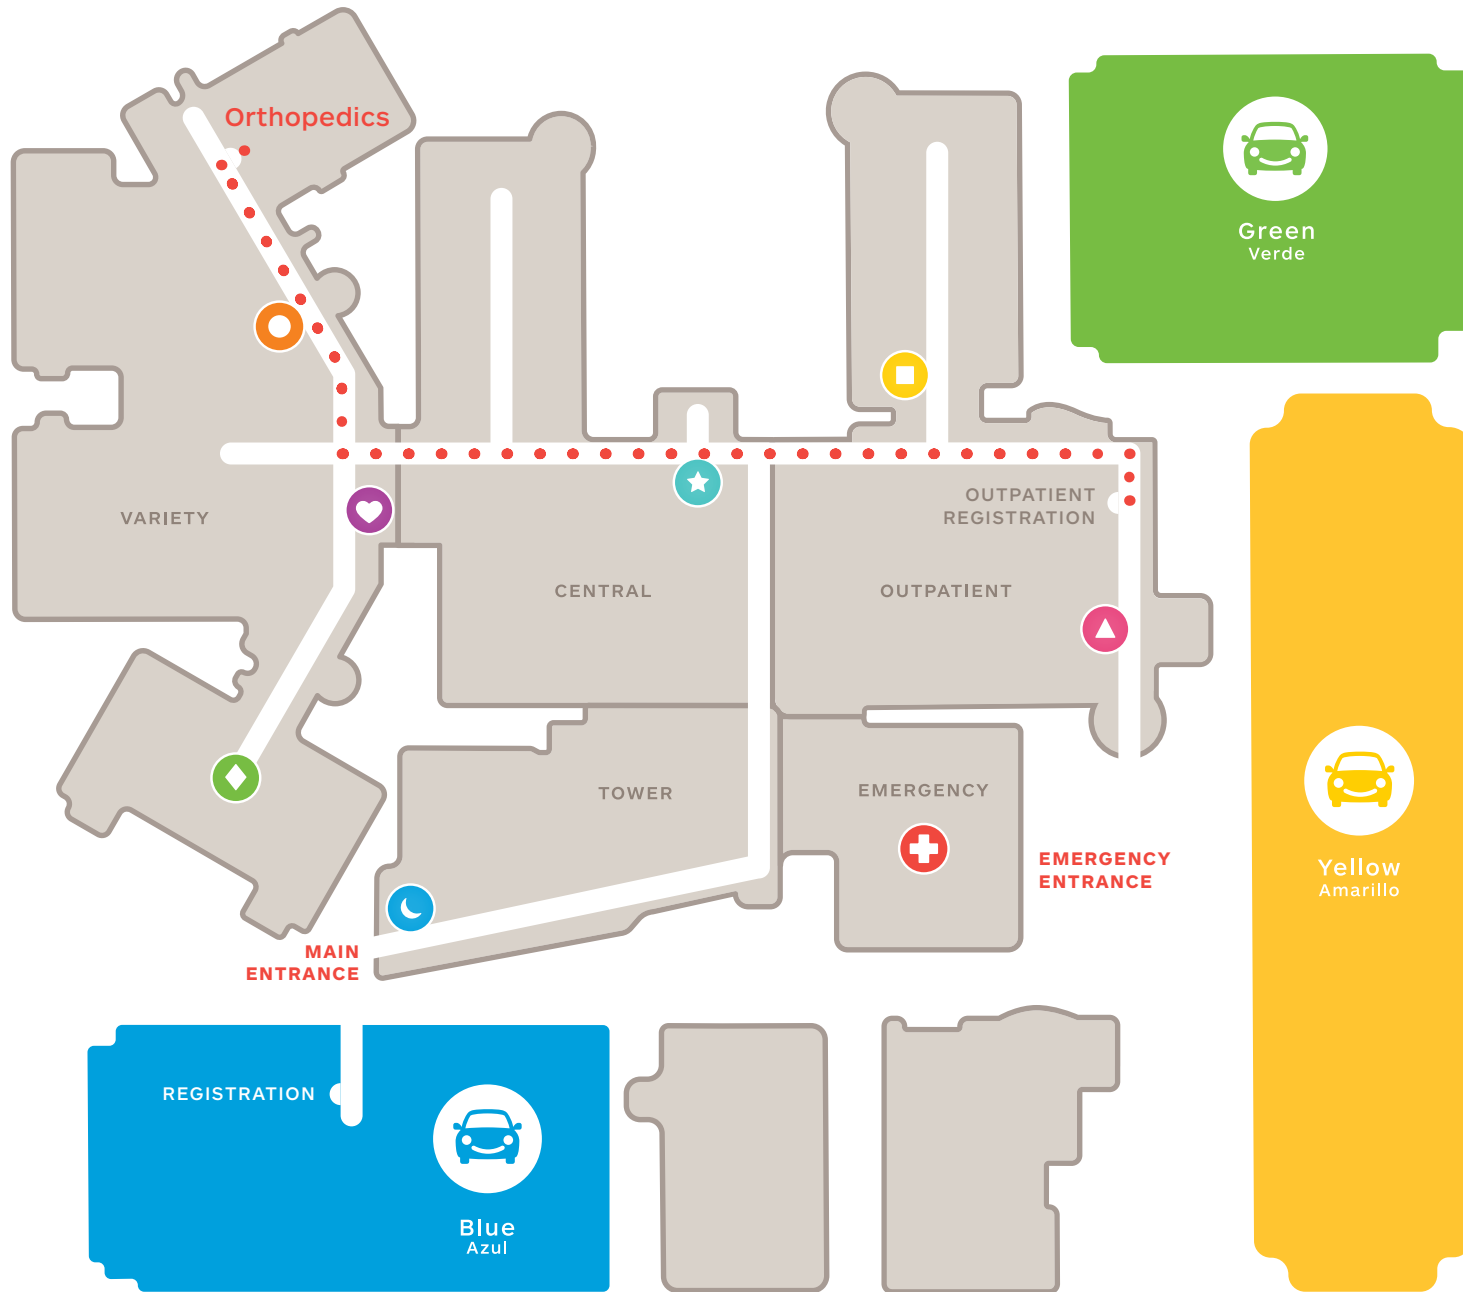 Orthopedics
Green
Verde
OUTPATIENT
REGISTRATION
VARIETY
CENTRAL
OUTPATIENT
TOWER
EMERGENCY
EMERGENCY
ENTRANCE
Yellow
Amarillo
MAIN
ENTRANCE
REGISTRATION
Blue
Azul